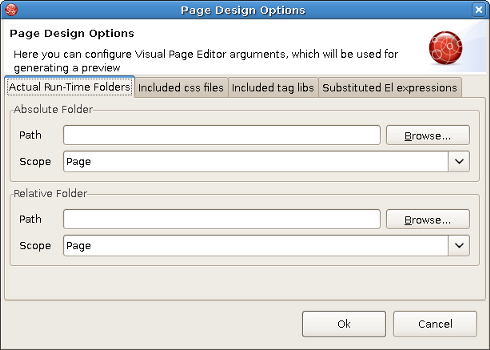 Page Design Options
Page Design Options
Here you can configure Visual Page Editor arguments, which will be used for
generating a preview
Actual Run-Time Folders Included css files Included tag libs Substituted El expressions
Absolute Folder
Path Browse...
Scope Page
Relative Folder
Path Browse...
Scope Page
Ok Cancel